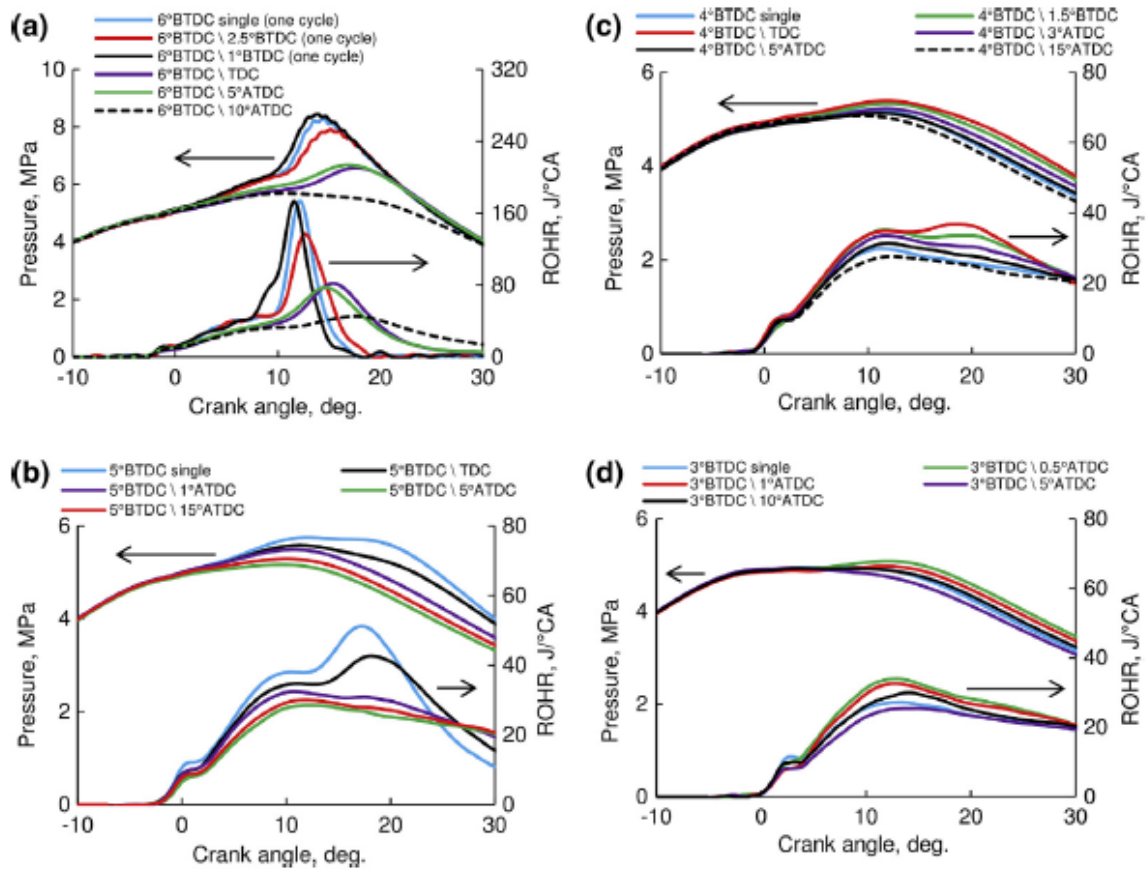 (a)
6°BTDC single (one cycle)
6°BTDC \ 2.5°BTDC (one cycle)
6°BTDC \ 1°BTDC (one cycle)
6°BTDC \ TDC
6°BTDC \ 5°ATDC
6°BTDC \ 10°ATDC
10
8
6
4
2
0
Pressure, MPa
320
240
160
80
0
ROHR, J/°CA
-10 0 10 20 30
Crank angle, deg.
(c)
4°BTDC single
4°BTDC \ 1.5°BTDC
4°BTDC \ TDC
4°BTDC \ 3°ATDC
4°BTDC \ 5°ATDC
4°BTDC \ 15°ATDC
6
4
2
0
Pressure, MPa
80
60
40
20
0
ROHR, J/°CA
-10 0 10 20 30
Crank angle, deg.
(b)
5°BTDC single
5°BTDC \ TDC
5°BTDC \ 1°ATDC
5°BTDC \ 5°ATDC
5°BTDC \ 15°ATDC
6
4
2
0
Pressure, MPa
80
60
40
20
0
ROHR, J/°CA
-10 0 10 20 30
Crank angle, deg.
(d)
3°BTDC single
3°BTDC \ 0.5°ATDC
3°BTDC \ 1°ATDC
3°BTDC \ 5°ATDC
3°BTDC \ 10°ATDC
6
4
2
0
Pressure, MPa
80
60
40
20
0
ROHR, J/°CA
-10 0 10 20 30
Crank angle, deg.